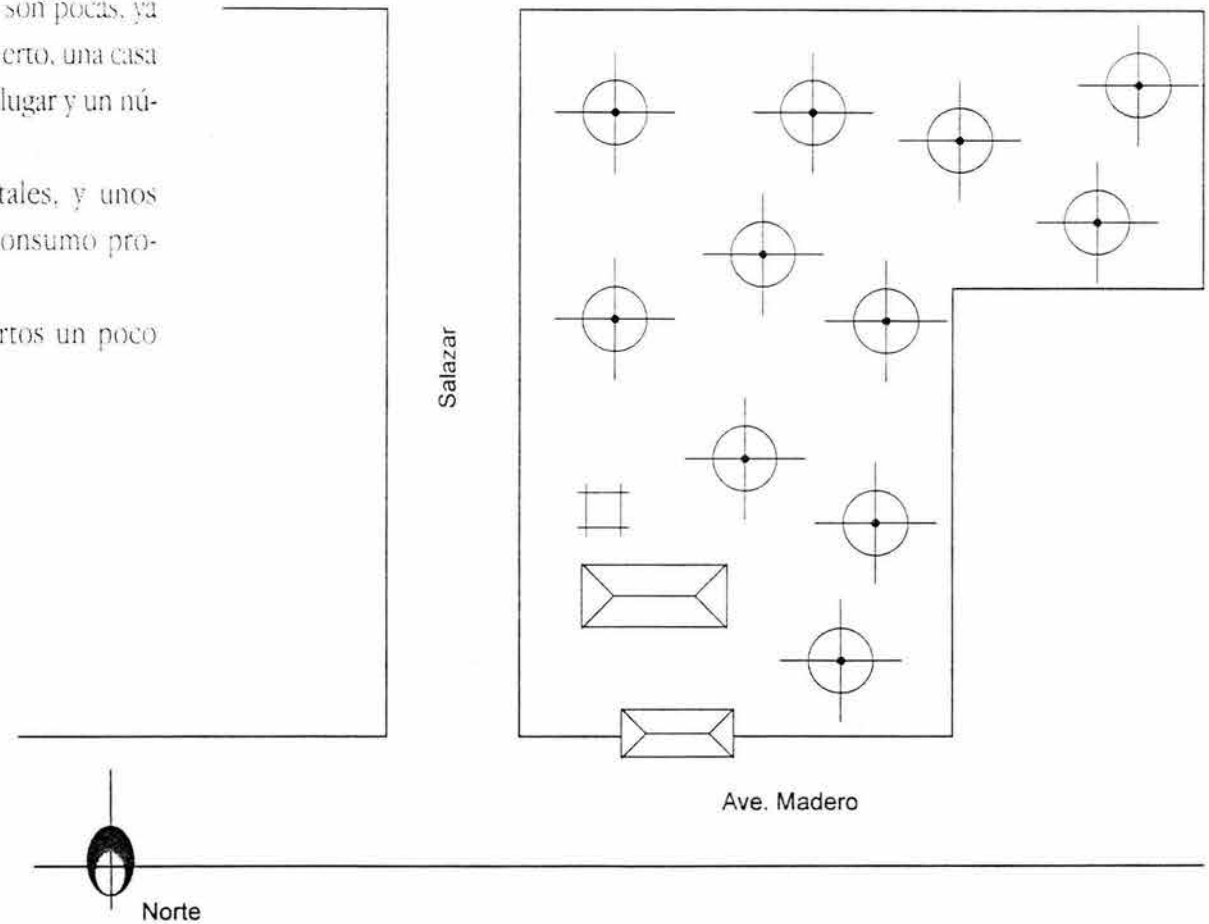 son pocas, ya
erto, una casa
lugar y un nú-
tales, y unos
onsumo pro-
rtos un poco
Salazar
Ave. Madero
Norte